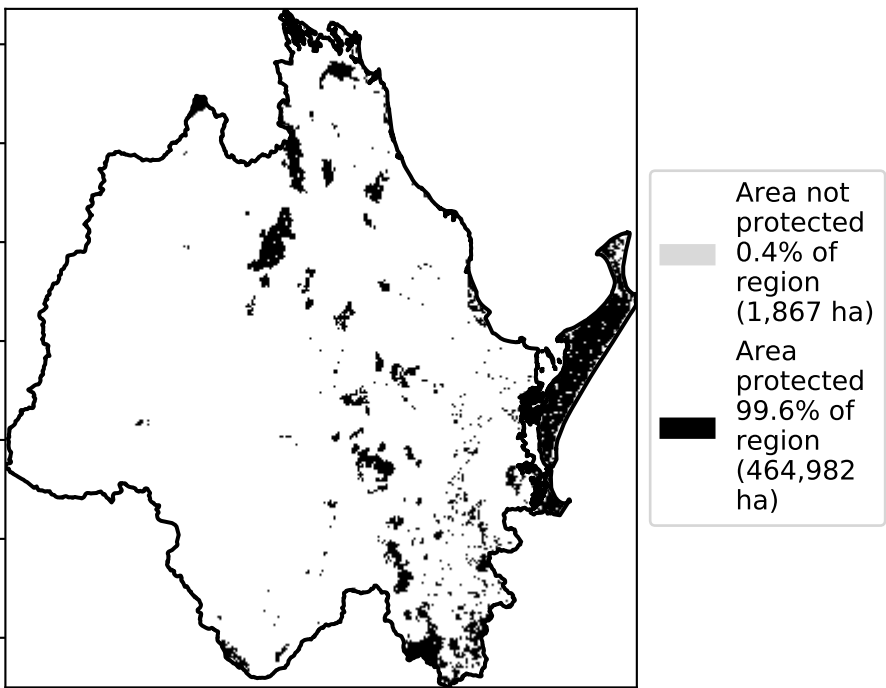 Area not
protected
0.4% of
region
(1,867 ha)
Area
protected
99.6% of
region
(464,982
ha)